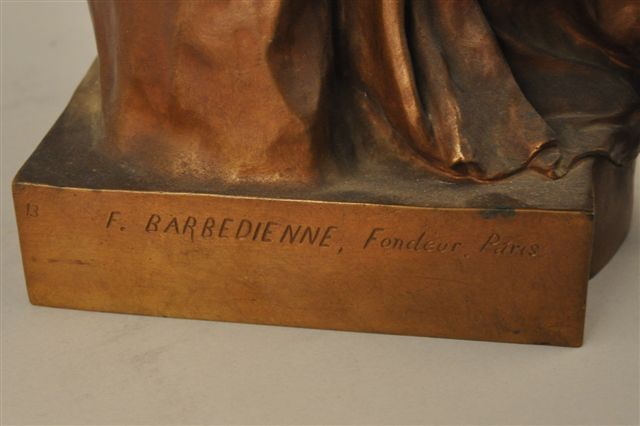 13
F. BARBEDIENNE, Fondeur, Paris